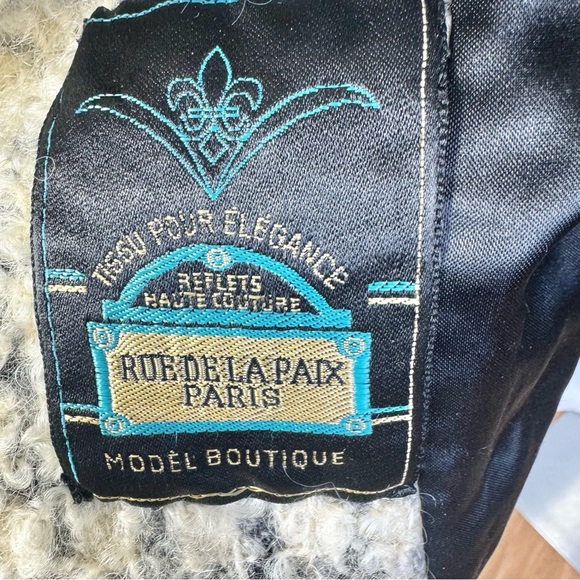 TISSU POUR ÉLÉGANCE
REFLETS
HAUTE COUTURE
RUE DE LA PAIX
PARIS
MODÈL BOUTIQUE